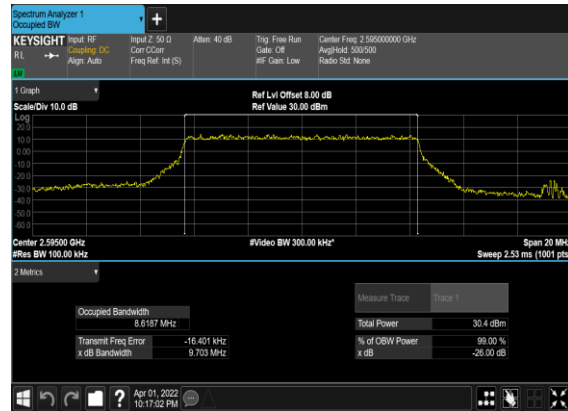 Spectrum Analyzer 1
Occupied BW
+
KEYSIGHT Input: RF Input Z: 50 Ω Atten: 40 dB Trig: Free Run Center Freq: 2.595000000 GHz
RL Coupling: DC Corr CCorr Gate: Off Avg|Hold: 500/500
Align: Auto Freq Ref: Int (S) #IF Gain: Low Radio Std: None
1 Graph Ref Lvl Offset 8.00 dB
Scale/Div 10.0 dB Ref Value 30.00 dBm
Log
20.0
10.0
0.00
-10.0
-20.0
-30.0
-40.0
-50.0
-60.0
Center 2.59500 GHz #Video BW 300.00 kHz* Span 20 MHz
#Res BW 100.00 kHz Sweep 2.53 ms (1001 pts
2 Metrics
Measure Trace Trace 1
Occupied Bandwidth
8.6187 MHz Total Power 30.4 dBm
Transmit Freq Error -16.401 kHz % of OBW Power 99.00 %
x dB Bandwidth 9.703 MHz x dB -26.00 dB
? Apr 01, 2022
10:17:02 PM